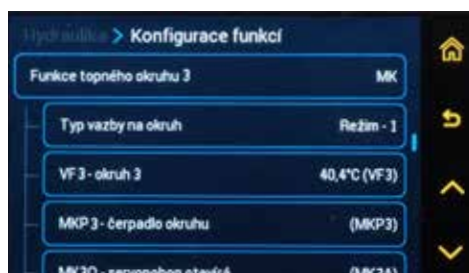 Hydraulika > Konfigurace funkcí
Funkce topného okruhu 3 MK
Typ vazby na okruh Režim - 1
VF 3 - okruh 3 40,4°C (VF3)
MKP 3 - čerpadlo okruhu (MKP3)